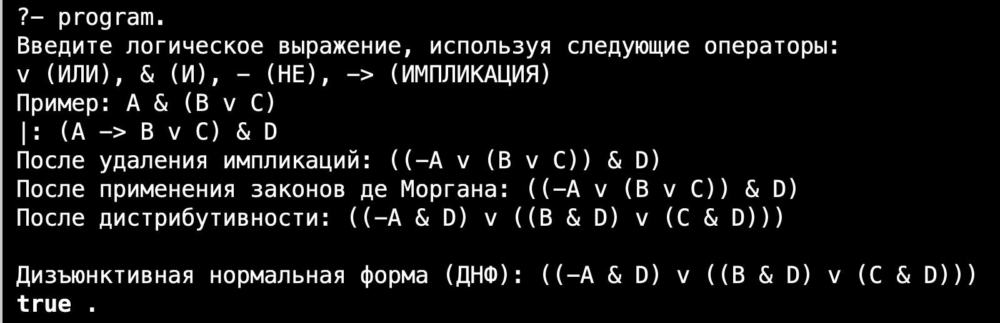 ?- program.
Введите логическое выражение, используя следующие операторы:
v (ИЛИ), & (И), - (НЕ), -> (ИМПЛИКАЦИЯ)
Пример: A & (B v C)
|: (A -> B v C) & D
После удаления импликаций: ((-A v (B v C)) & D)
После применения законов де Моргана: ((-A v (B v C)) & D)
После дистрибутивности: ((-A & D) v ((B & D) v (C & D)))
Дизъюнктивная нормальная форма (ДНФ): ((-A & D) v ((B & D) v (C & D)))
true .